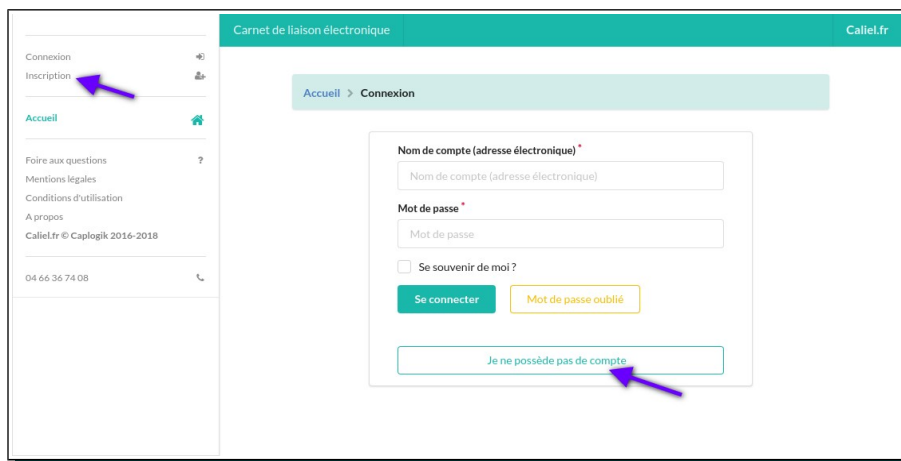 Carnet de liaison électronique
Caliel.fr
Connexion
Inscription
Accueil
Foire aux questions ?
Mentions légales
Conditions d'utilisation
A propos
Caliel.fr © Caplogik 2016-2018
04 66 36 74 08
Accueil > Connexion
Nom de compte (adresse électronique) *
Nom de compte (adresse électronique)
Mot de passe *
Mot de passe
Se souvenir de moi ?
Se connecter
Mot de passe oublié
Je ne possède pas de compte